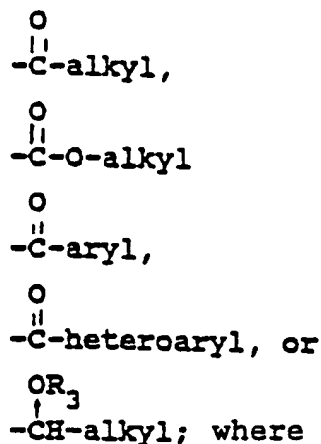 O
||
-C-alkyl,
O
||
-C-O-alkyl
O
||
-C-aryl,
O
||
-C-heteroaryl, or
OR3
↑
-CH-alkyl; where